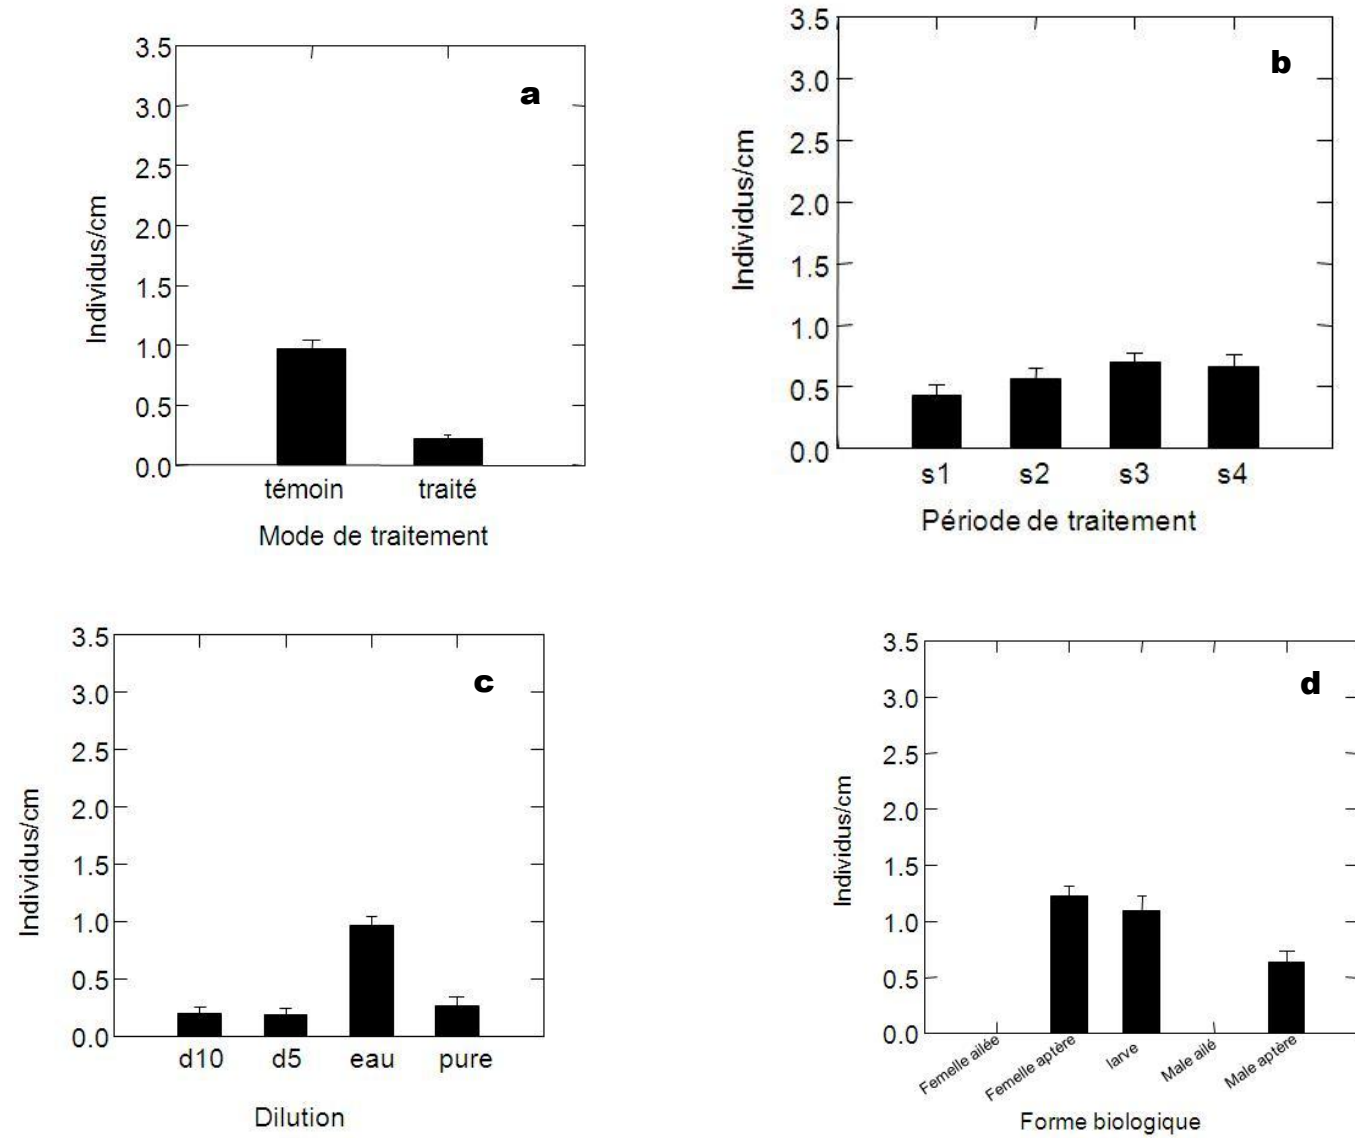 a
3.5
3.0
2.5
2.0
1.5
1.0
0.5
0.0
Individus/cm
témoin traité
Mode de traitement
b
3.5
3.0
2.5
2.0
1.5
1.0
0.5
0.0
Individus/cm
s1 s2 s3 s4
Période de traitement
c
3.5
3.0
2.5
2.0
1.5
1.0
0.5
0.0
Individus/cm
d10 d5 eau pure
Dilution
d
3.5
3.0
2.5
2.0
1.5
1.0
0.5
0.0
Individus/cm
Femelle ailée
Femelle aptère
larve
Male ailé
Male aptère
Forme biologique